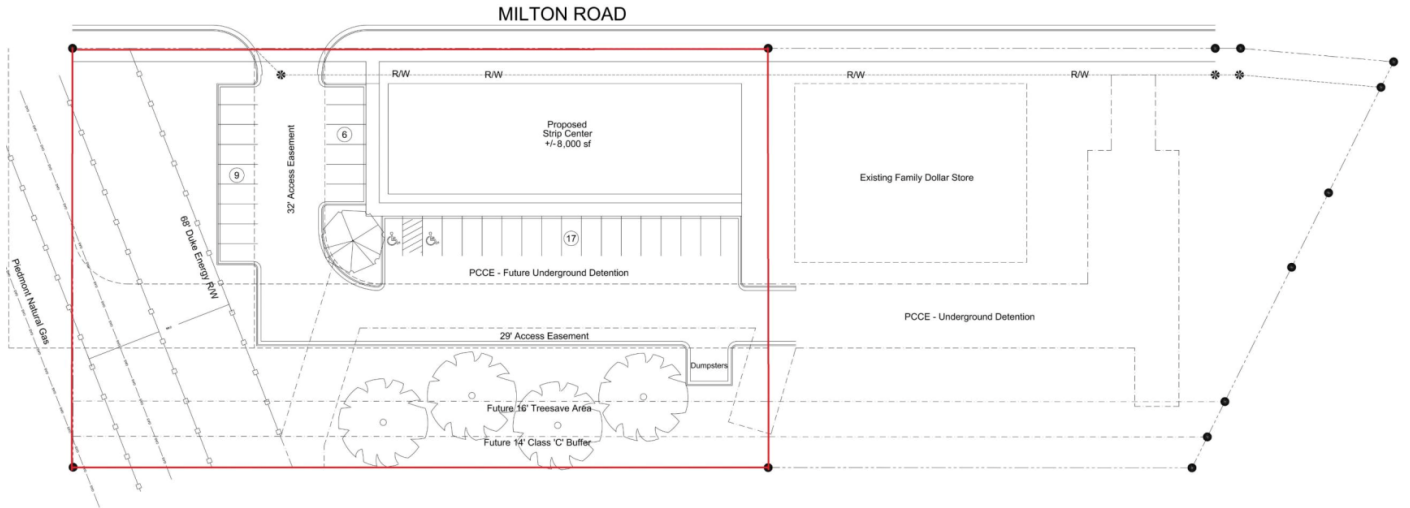 MILTON ROAD
R/W
R/W
R/W
R/W
Proposed
Strip Center
+/-8,000 sf
6
9
32' Access Easement
Existing Family Dollar Store
68' Duke Energy R/W
17
Piedmont Natural Gas
PCCE - Future Underground Detention
PCCE - Underground Detention
29' Access Easement
Dumpsters
Future 16' Treesave Area
Future 14' Class 'C' Buffer